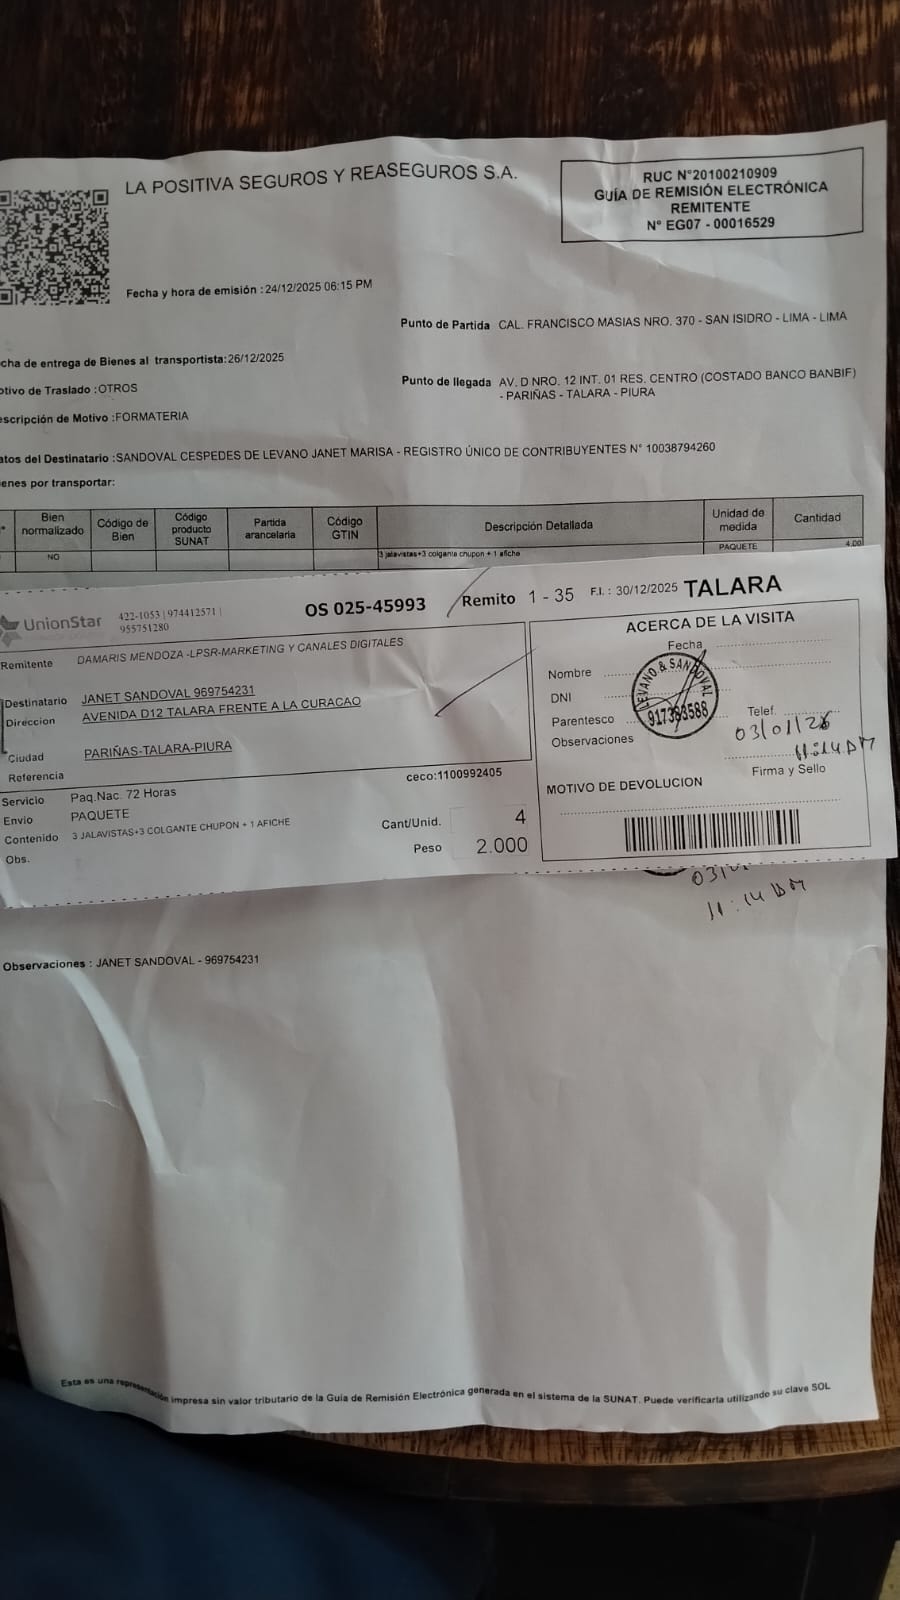 LA POSITIVA SEGUROS Y REASEGUROS S.A.
RUC N°20100210909
GUÍA DE REMISIÓN ELECTRÓNICA
REMITENTE
N° EG07 - 00016529
Fecha y hora de emisión :24/12/2025 06:15 PM
Punto de Partida CAL. FRANCISCO MASIAS NRO. 370 - SAN ISIDRO - LIMA - LIMA
cha de entrega de Bienes al transportista:26/12/2025
Punto de llegada AV. D NRO. 12 INT. 01 RES. CENTRO (COSTADO BANCO BANBIF)
- PARIÑAS - TALARA - PIURA
otivo de Traslado :OTROS
escripción de Motivo :FORMATERIA
atos del Destinatario :SANDOVAL CESPEDES DE LEVANO JANET MARISA - REGISTRO ÚNICO DE CONTRIBUYENTES N° 10038794260
enes por transportar:
Bien normalizado Código de Bien Código producto SUNAT Partida arancelaria Código GTIN Descripción Detallada Unidad de medida Cantidad
NO 3 jalavistas+3 colgante chupon + 1 afiche PAQUETE 4.00
UnionStar 422-1053 | 974412571 |
955751280
OS 025-45993 Remito 1 - 35 F.I. : 30/12/2025 TALARA
Remitente DAMARIS MENDOZA -LPSR-MARKETING Y CANALES DIGITALES
Destinatario JANET SANDOVAL 969754231
Direccion AVENIDA D12 TALARA FRENTE A LA CURACAO
Ciudad PARIÑAS-TALARA-PIURA
Referencia
ceco:1100992405
Servicio Paq.Nac. 72 Horas
Envio PAQUETE
Contenido 3 JALAVISTAS+3 COLGANTE CHUPON + 1 AFICHE
Obs.
Cant/Unid. 4
Peso 2.000
ACERCA DE LA VISITA
Fecha
Nombre
DNI
Parentesco
Telef.
Observaciones
LEVANO & SANDOVAL
917383588
03/01/26
11:14 AM
Firma y Sello
MOTIVO DE DEVOLUCION
11:14 AM
Observaciones : JANET SANDOVAL - 969754231
Esta es una representación impresa sin valor tributario de la Guía de Remisión Electrónica generada en el sistema de la SUNAT. Puede verificarla utilizando su clave SOL